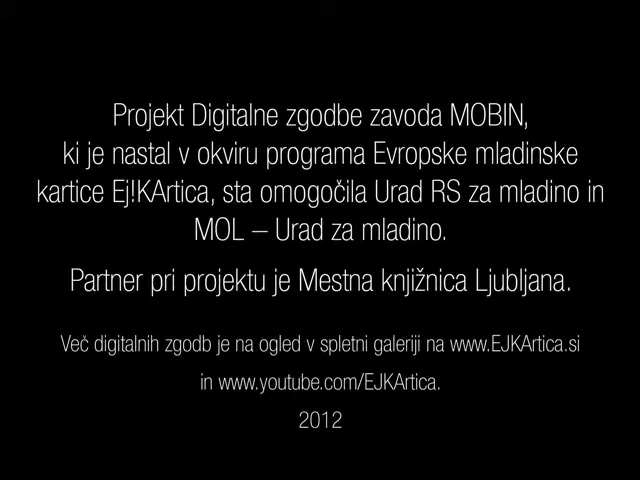 Projekt Digitalne zgodbe zavoda MOBIN,
ki je nastal v okviru programa Evropske mladinske
kartice Ej!KArtica, sta omogočila Urad RS za mladino in
MOL – Urad za mladino.
Partner pri projektu je Mestna knjižnica Ljubljana.
Več digitalnih zgodb je na ogled v spletni galeriji na www.EJKArtica.si
in www.youtube.com/EJKArtica.
2012